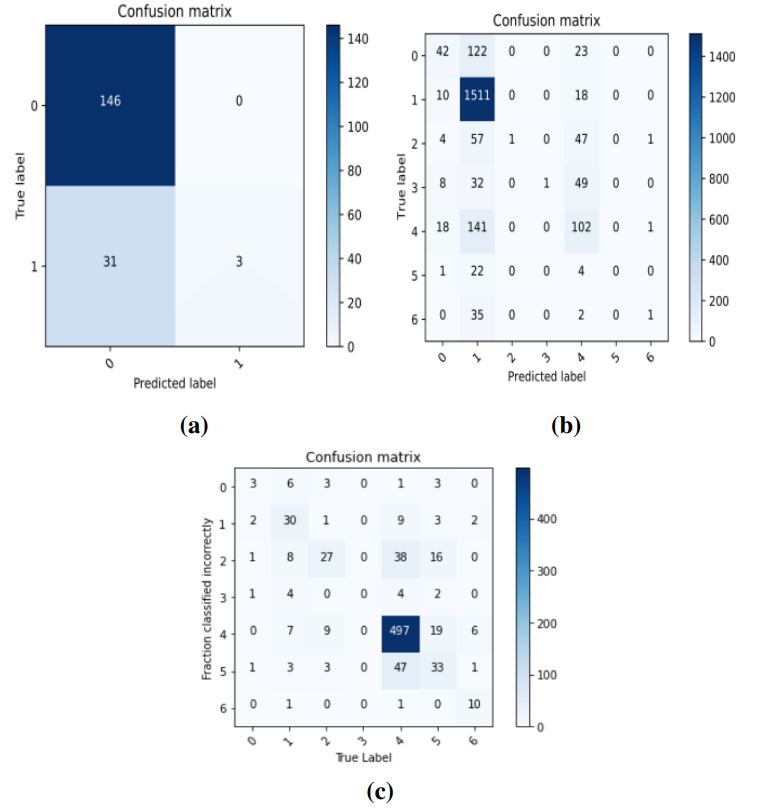 Confusion matrix
0 146 0
1 31 3
0 1
Predicted label
True label
140
120
100
80
60
40
20
0
(a)
Confusion matrix
0 42 122 0 0 23 0 0
1 10 1511 0 0 18 0 0
2 4 57 1 0 47 0 1
3 8 32 0 1 49 0 0
4 18 141 0 0 102 0 1
5 1 22 0 0 4 0 0
6 0 35 0 0 2 0 1
0 1 2 3 4 5 6
Predicted label
True label
1400
1200
1000
800
600
400
200
0
(b)
Confusion matrix
0 3 6 3 0 1 3 0
1 2 30 1 0 9 3 2
2 1 8 27 0 38 16 0
3 1 4 0 0 4 2 0
4 0 7 9 0 497 19 6
5 1 3 3 0 47 33 1
6 0 1 0 0 1 0 10
0 1 2 3 4 5 6
True Label
Fraction classified incorrectly
400
300
200
100
0
(c)